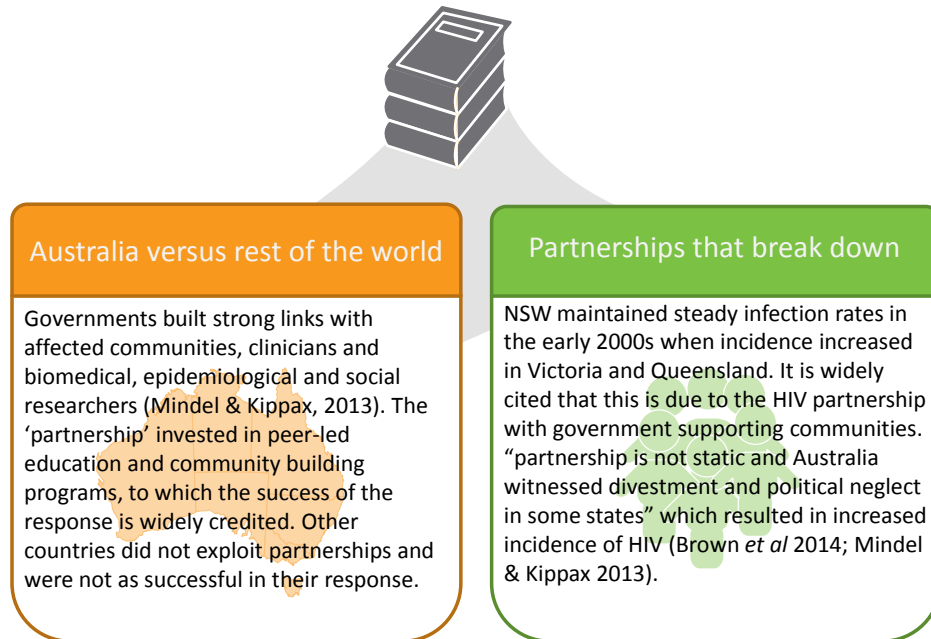 Australia versus rest of the world
Governments built strong links with
affected communities, clinicians and
biomedical, epidemiological and social
researchers (Mindel & Kippax, 2013). The
‘partnership’ invested in peer-led
education and community building
programs, to which the success of the
response is widely credited. Other
countries did not exploit partnerships and
were not as successful in their response.
Partnerships that break down
NSW maintained steady infection rates in
the early 2000s when incidence increased
in Victoria and Queensland. It is widely
cited that this is due to the HIV partnership
with government supporting communities.
“partnership is not static and Australia
witnessed divestment and political neglect
in some states” which resulted in increased
incidence of HIV (Brown et al 2014; Mindel
& Kippax 2013).